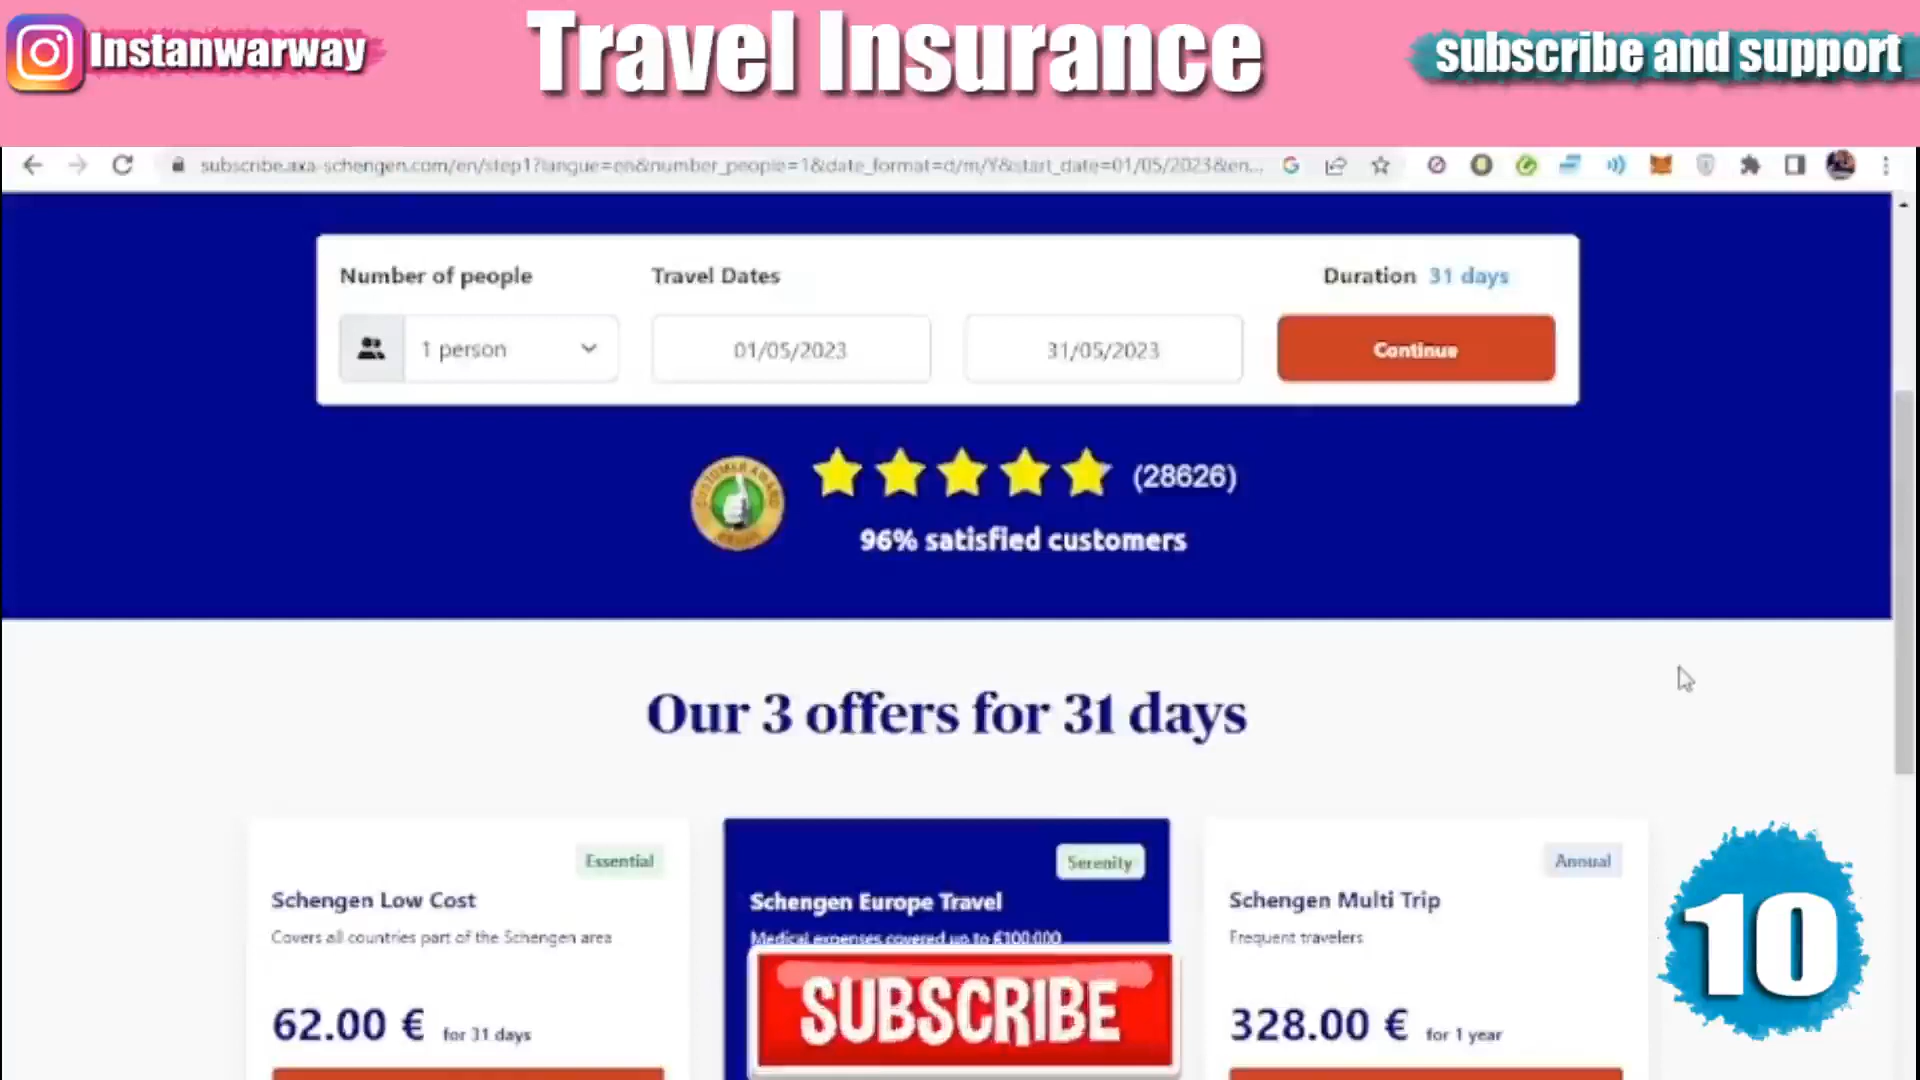 Instanwarway
Travel Insurance
subscribe and support
subscribe.axa-schengen.com/en/step1?langue=en&number_people=1&date_format=d/m/Y&start_date=01/05/2023&en...
Number of people
Travel Dates
Duration 31 days
1 person
01/05/2023
31/05/2023
Continue
CUSTOMER AWARD
(28626)
96% satisfied customers
Our 3 offers for 31 days
Essential
Schengen Low Cost
Covers all countries part of the Schengen area
62.00 € for 31 days
Serenity
Schengen Europe Travel
Medical expenses covered up to €100.000
SUBSCRIBE
Annual
Schengen Multi Trip
Frequent travelers
328.00 € for 1 year
10